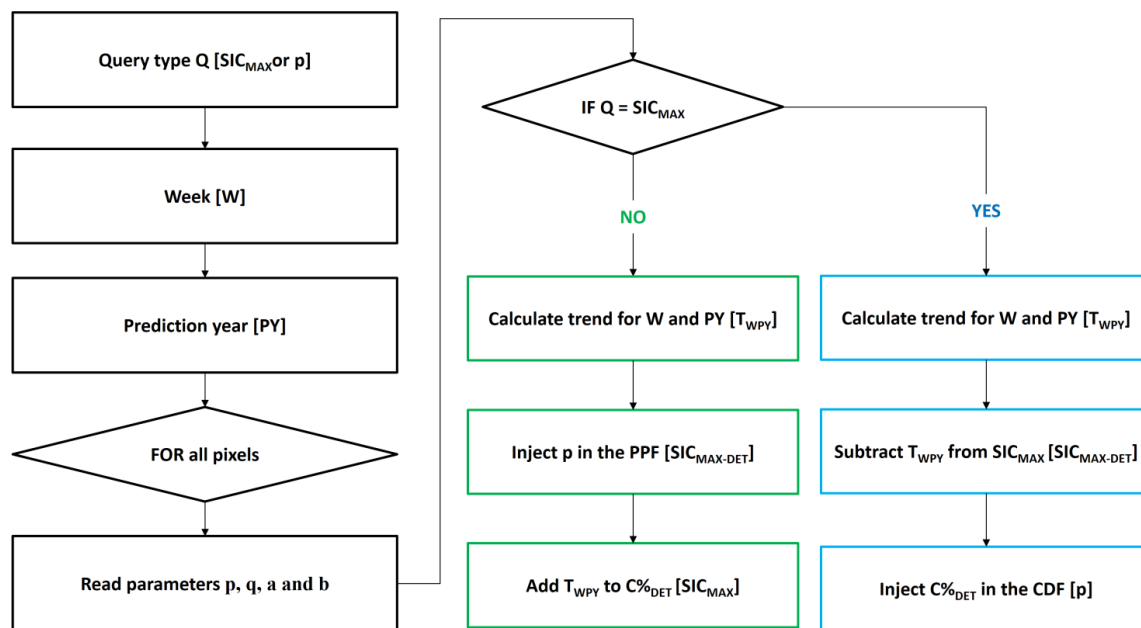 Query type Q [SIC_MAX or p]
Week [W]
Prediction year [PY]
FOR all pixels
Read parameters p, q, a and b
IF Q = SIC_MAX
NO
Calculate trend for W and PY [T_WPY]
Inject p in the PPF [SIC_MAX-DET]
Add T_WPY to C%_DET [SIC_MAX]
YES
Calculate trend for W and PY [T_WPY]
Subtract T_WPY from SIC_MAX [SIC_MAX-DET]
Inject C%_DET in the CDF [p]